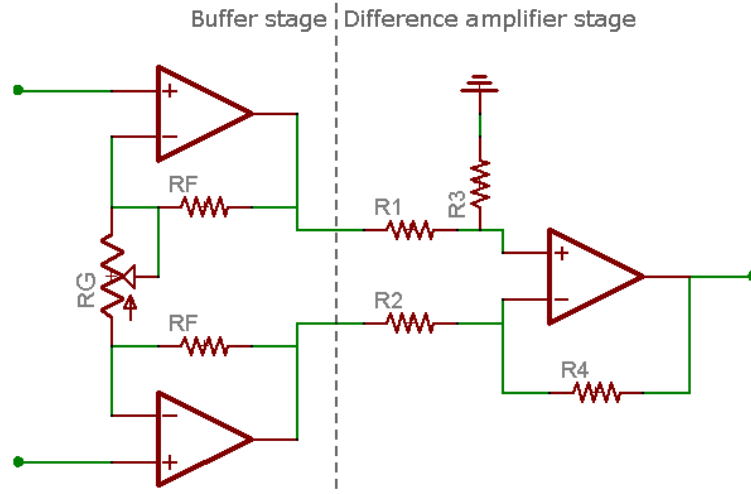 Buffer stage
Difference amplifier stage
RF
R1
R3
RG
RF
R2
R4